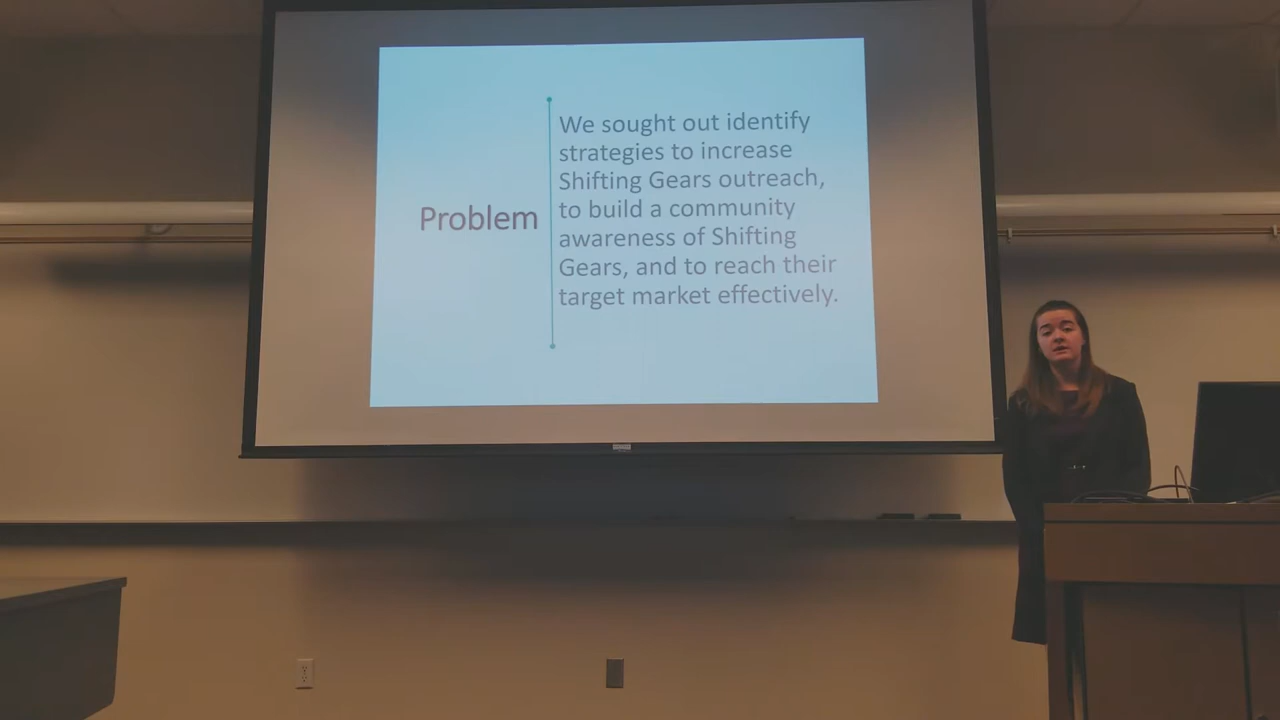 Problem
We sought out identify
strategies to increase
Shifting Gears outreach,
to build a community
awareness of Shifting
Gears, and to reach their
target market effectively.